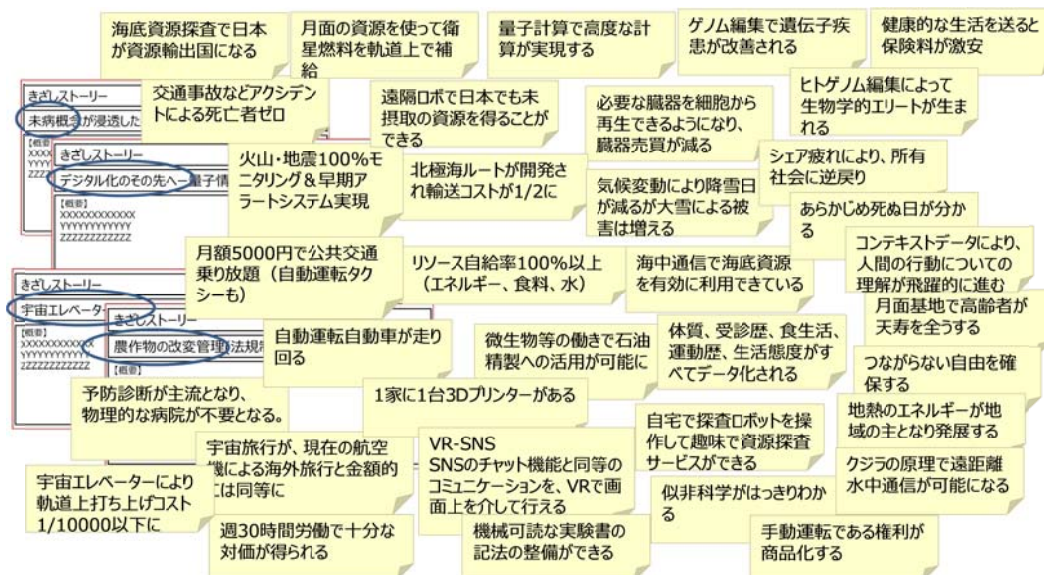 海底資源探査で日本
が資源輸出国になる
月面の資源を使って衛
星燃料を軌道上で補
給
量子計算で高度な計
算が実現する
ゲノム編集で遺伝子疾
患が改善される
健康的な生活を送ると
保険料が激安
きざしストーリー
未病概念が浸透した
【概要】
交通事故などアクシデン
トによる死亡者ゼロ
遠隔ロボで日本でも未
摂取の資源を得ることが
できる
必要な臓器を細胞から
再生できるようになり、
臓器売買が減る
ヒトゲノム編集によって
生物学的エリートが生ま
れる
きざしストーリー
デジタル化のその先へー量子情
【概要】
XXXXXXXXXXXX
YYYYYYYYYYYY
ZZZZZZZZZZZZ
火山・地震100%モ
ニタリング＆早期ア
ラートシステム実現
北極海ルートが開発さ
れ輸送コストが1/2に
気候変動により降雪日
が減るが大雪による被
害は増える
シェア疲れにより、所有
社会に逆戻り
あらかじめ死ぬ日が分か
る
月額5000円で公共交通
乗り放題（自動運転タク
シーも）
リソース自給率100%以上
（エネルギー、食料、水）
海中通信で海底資源
を有効に利用できている
コンテキストデータにより、
人間の行動についての
理解が飛躍的に進む
きざしストーリー
宇宙エレベータ
【概要】
XXXXXXXXXXXX
YYYYYYYYYY
ZZZZZZZZZZ
きざしストーリー
農作物の改変管理
【概要】
自動運転自動車が走り
回る
微生物等の働きで石油
精製への活用が可能に
体質、受診歴、食生活、
運動歴、生活態度がす
べてデータ化される
月面基地で高齢者が
天寿を全うする
つながらない自由を確
保する
予防診断が主流となり、
物理的な病院が不要となる。
1家に1台3Dプリンターがある
自宅で探査ロボットを操
作して趣味で資源探査
サービスができる
地熱のエネルギーが地
域の主となり発展する
宇宙旅行が、現在の航空
機による海外旅行と金額的
には同等に
VR-SNS
SNSのチャット機能と同等の
コミュニケーションを、VRで画
面上を介して行える
宇宙エレベーターにより
軌道上打ち上げコスト
1/10000以下に
似非科学がはっきりわか
る
クジラの原理で遠距離
水中通信が可能になる
週30時間労働で十分な
対価が得られる
機械可読な実験書の
記法の整備ができる
手動運転である権利が
商品化する